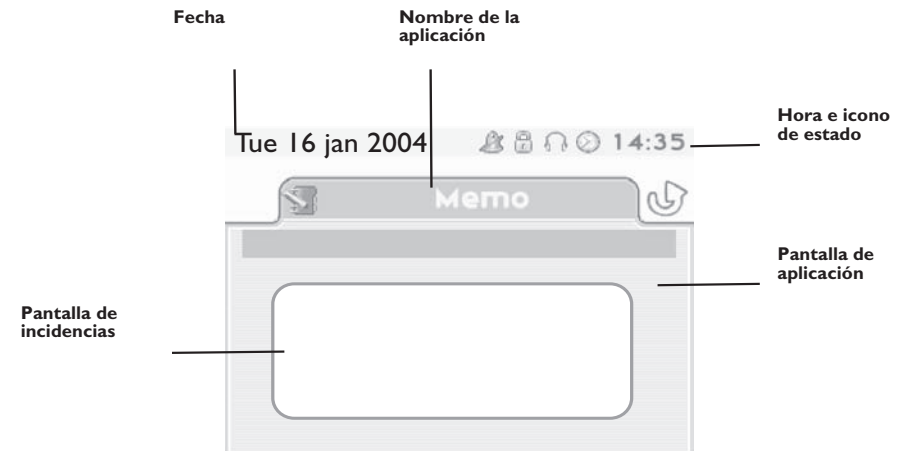 Fecha
Nombre de la
aplicación
Hora e icono
de estado
Tue 16 jan 2004
14:35
Memo
Pantalla de
aplicación
Pantalla de
incidencias